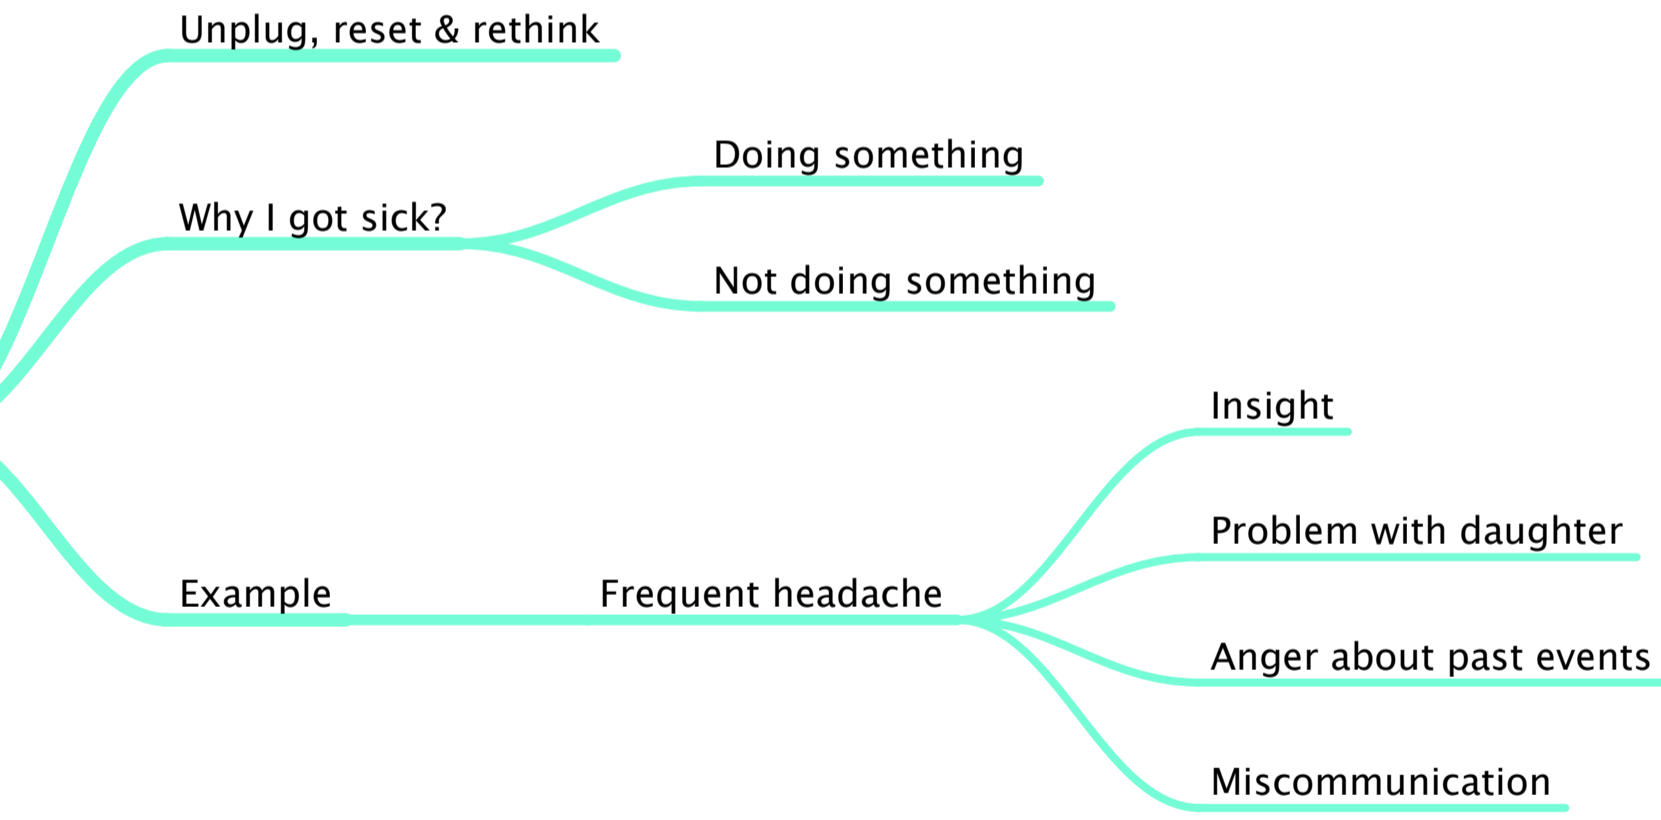 Unplug, reset & rethink
Why I got sick?
Doing something
Not doing something
Example
Frequent headache
Insight
Problem with daughter
Anger about past events
Miscommunication